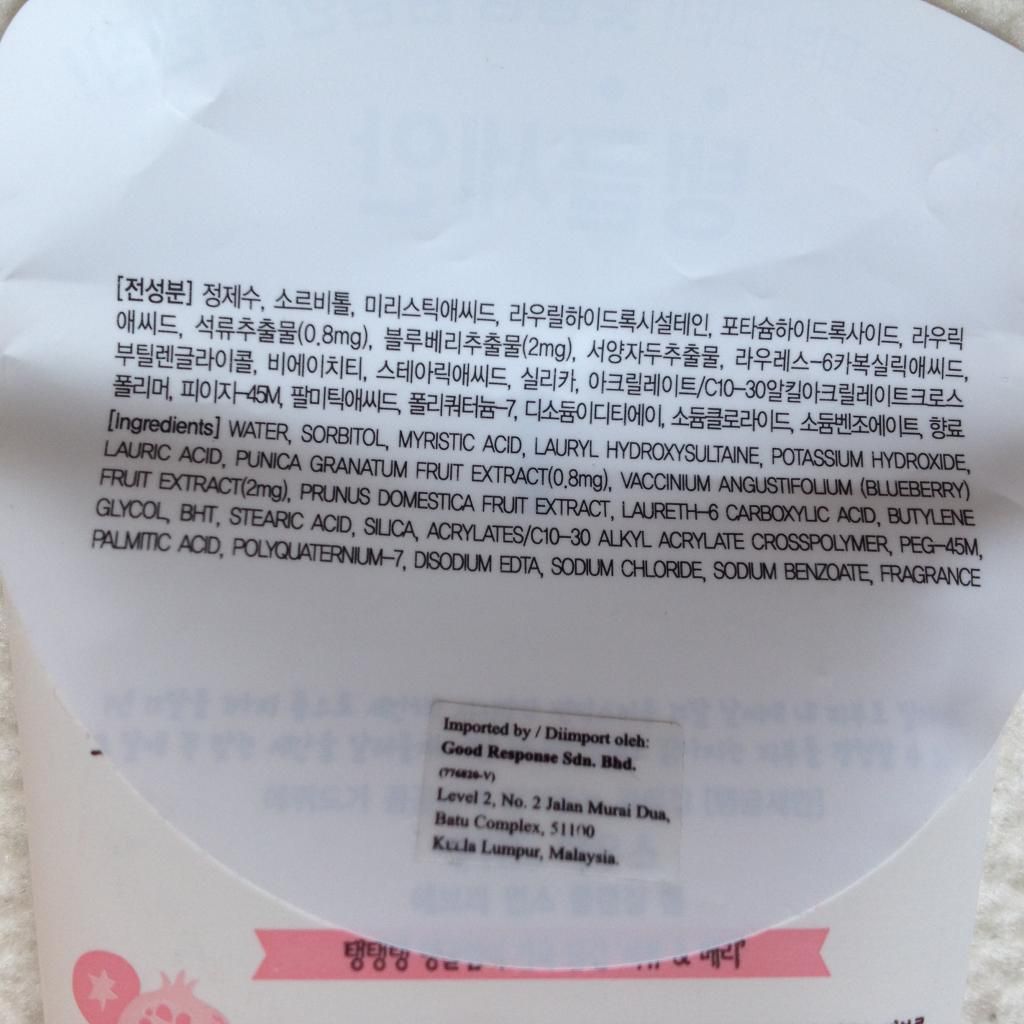 [전성분] 정제수, 소르비톨, 미리스틱애씨드, 라우릴하이드록시설테인, 포타슘하이드록사이드, 라우릭
애씨드, 석류추출물(0.8mg), 블루베리추출물(2mg), 서양자두추출물, 라우레스-6카복실릭애씨드,
부틸렌글라이콜, 비에이치티, 스테아릭애씨드, 실리카, 아크릴레이트/C10-30알킬아크릴레이트크로스
폴리머, 피이지-45M, 팔미틱애씨드, 폴리쿼터늄-7, 디소듐이디티에이, 소듐클로라이드, 소듐벤조에이트, 향료
[Ingredients] WATER, SORBITOL, MYRISTIC ACID, LAURYL HYDROXYSULTAINE, POTASSIUM HYDROXIDE,
LAURIC ACID, PUNICA GRANATUM FRUIT EXTRACT(0.8mg), VACCINIUM ANGUSTIFOLIUM (BLUEBERRY)
FRUIT EXTRACT(2mg), PRUNUS DOMESTICA FRUIT EXTRACT, LAURETH-6 CARBOXYLIC ACID, BUTYLENE
GLYCOL, BHT, STEARIC ACID, SILICA, ACRYLATES/C10-30 ALKYL ACRYLATE CROSSPOLYMER, PEG-45M,
PALMITIC ACID, POLYQUATERNIUM-7, DISODIUM EDTA, SODIUM CHLORIDE, SODIUM BENZOATE, FRAGRANCE
Imported by / Diimport oleh:
Good Response Sdn. Bhd.
(776826-V)
Level 2, No. 2 Jalan Murai Dua,
Batu Complex, 51100
Kuala Lumpur, Malaysia.
탱탱탱 & 베리